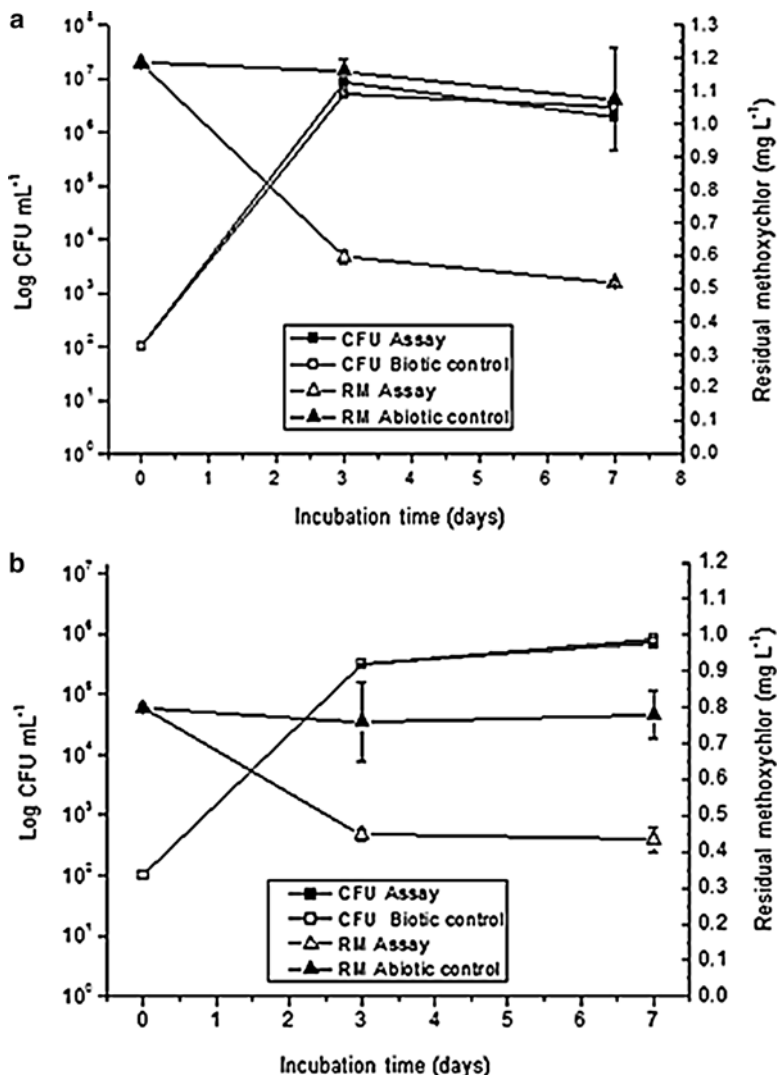 a
10⁸
10⁷
10⁶
10⁵
10⁴
10³
10²
10¹
10⁰
Log CFU mL⁻¹
1.3
1.2
1.1
1.0
0.9
0.8
0.7
0.6
0.5
0.4
0.3
0.2
0.1
0.0
Residual methoxychlor (mg L⁻¹)
CFU Assay
CFU Biotic control
RM Assay
RM Abiotic control
0 1 2 3 4 5 6 7 8
Incubation time (days)
b
10⁷
10⁶
10⁵
10⁴
10³
10²
10¹
10⁰
Log CFU mL⁻¹
1.2
1.1
1.0
0.9
0.8
0.7
0.6
0.5
0.4
0.3
0.2
0.1
0.0
Residual methoxychlor (mg L⁻¹)
CFU Assay
CFU Biotic control
RM Assay
RM Abiotic control
0 1 2 3 4 5 6 7
Incubation time (days)